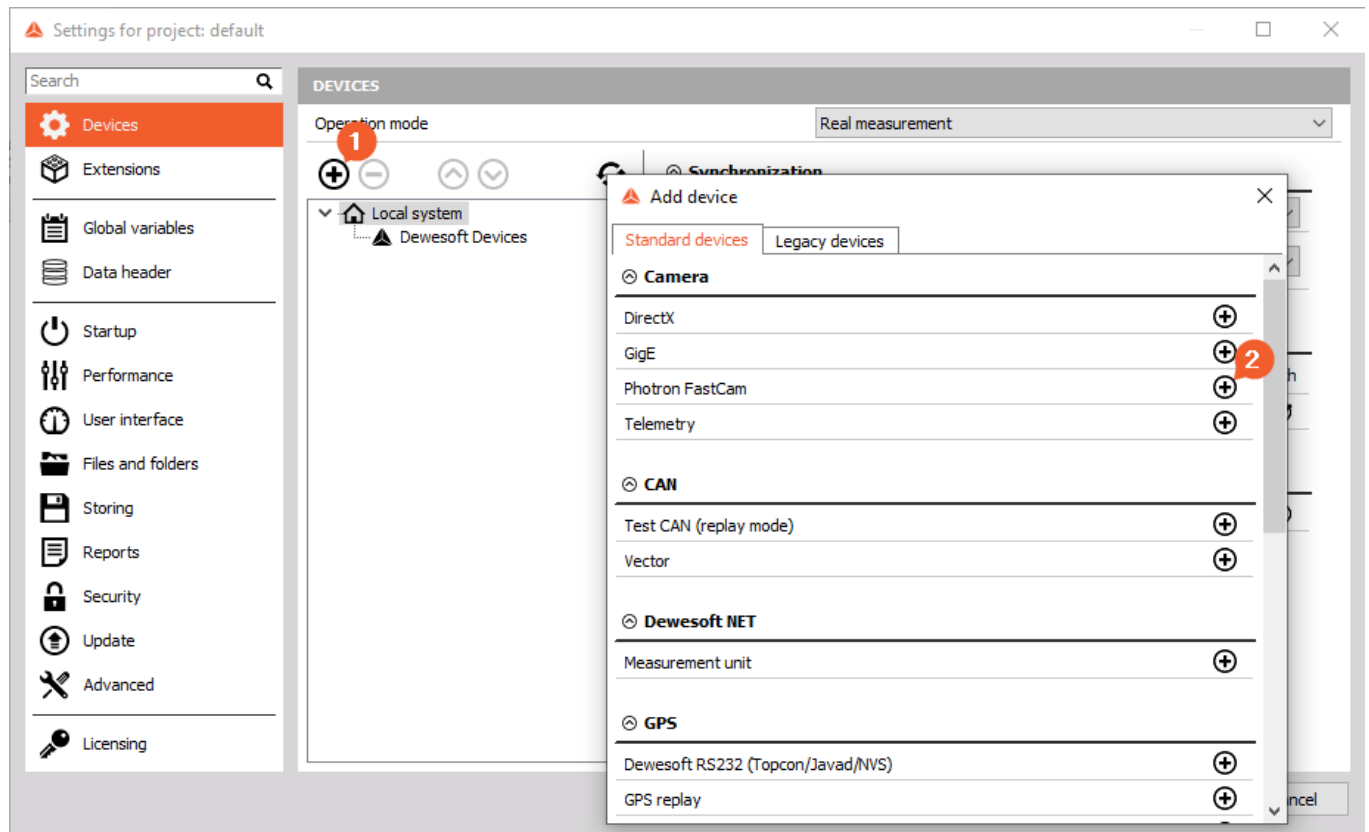 Settings for project: default
Search
Devices
Extensions
Global variables
Data header
Startup
Performance
User interface
Files and folders
Storing
Reports
Security
Update
Advanced
Licensing
DEVICES
Operation mode
Real measurement
1
Synchronization
Local system
Dewesoft Devices
Add device
Standard devices
Legacy devices
Camera
DirectX
GigE
2
Photron FastCam
Telemetry
CAN
Test CAN (replay mode)
Vector
Dewesoft NET
Measurement unit
GPS
Dewesoft RS232 (Topcon/Javad/NVS)
GPS replay